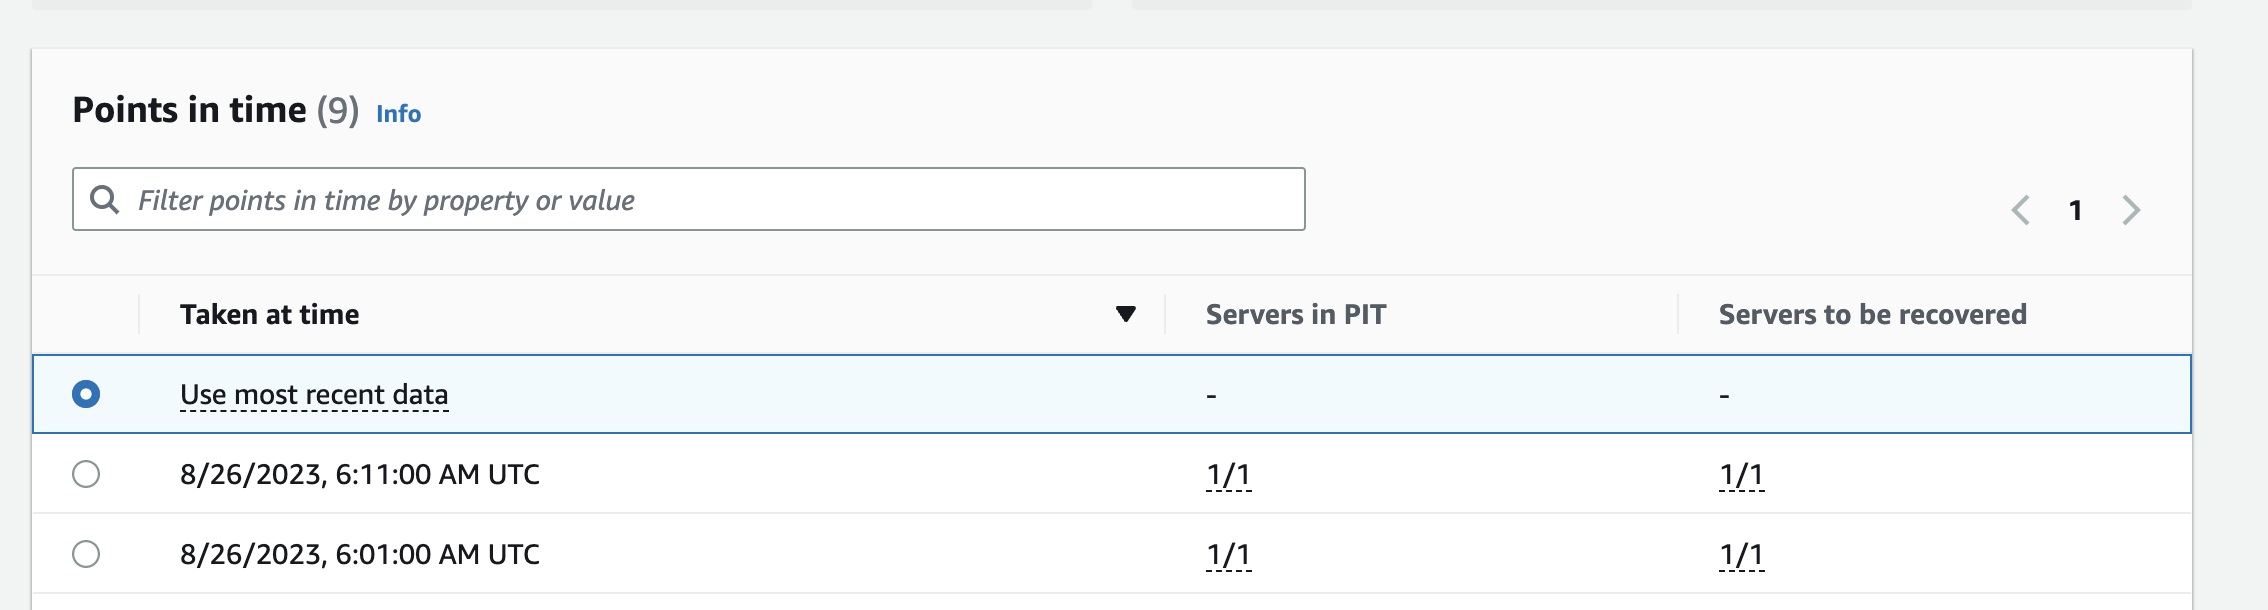 Points in time (9) Info
Filter points in time by property or value
1
Taken at time Servers in PIT Servers to be recovered
Use most recent data - -
8/26/2023, 6:11:00 AM UTC 1/1 1/1
8/26/2023, 6:01:00 AM UTC 1/1 1/1